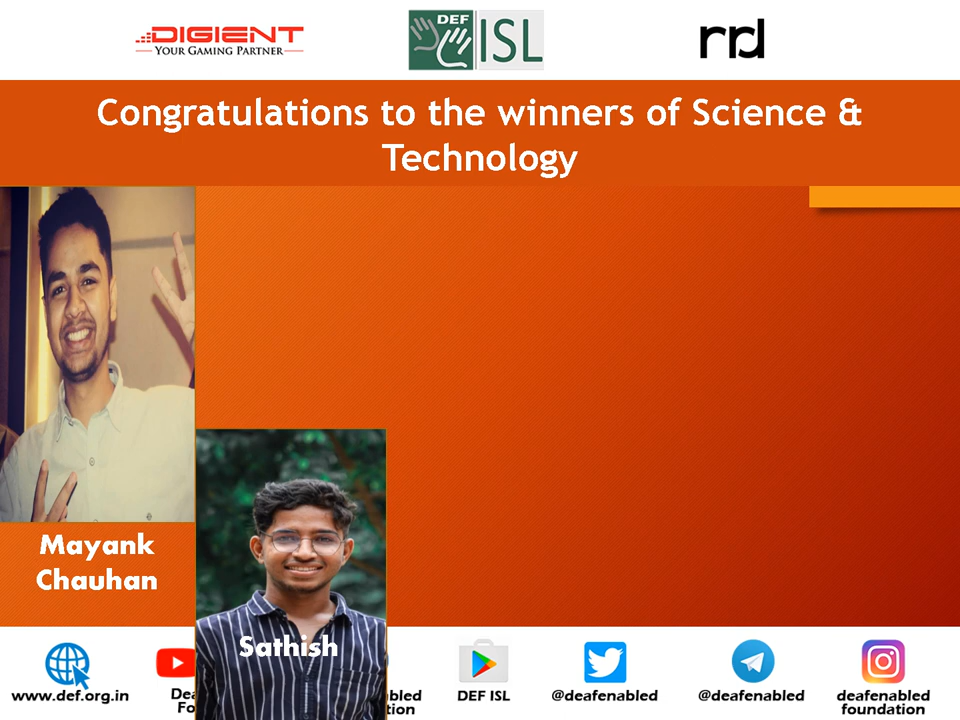 DIGIENT
YOUR GAMING PARTNER
DEF
ISL
rrd
Congratulations to the winners of Science &
Technology
Mayank
Chauhan
Sathish
www.def.org.in
DEF ISL
@deafenabled
@deafenabled
deafenabled
foundation